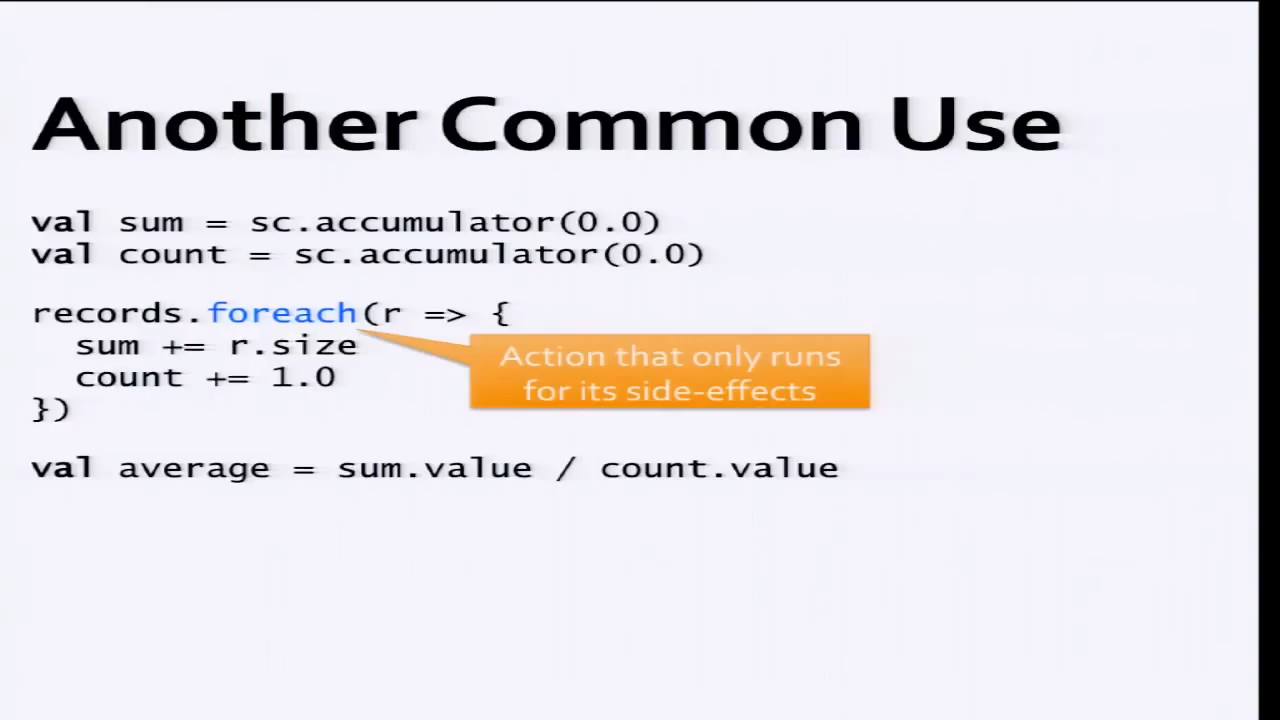 Another Common Use
val sum = sc.accumulator(0.0)
val count = sc.accumulator(0.0)
records.foreach(r => {
sum += r.size
count += 1.0
})
Action that only runs
for its side-effects
val average = sum.value / count.value